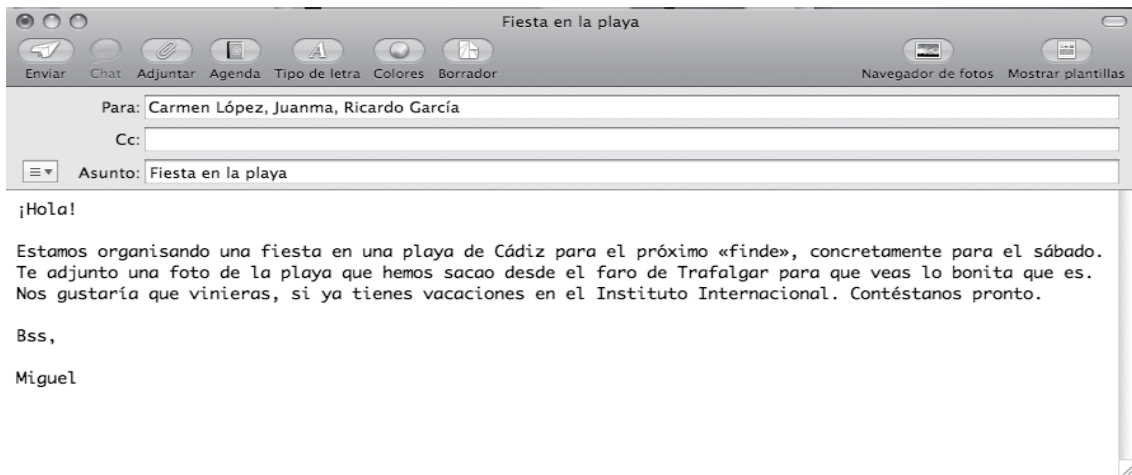 Fiesta en la playa
Enviar Chat Adjuntar Agenda Tipo de letra Colores Borrador Navegador de fotos Mostrar plantillas
Para: Carmen López, Juanma, Ricardo García
Cc:
Asunto: Fiesta en la playa
¡Hola!
Estamos organisando una fiesta en una playa de Cádiz para el próximo «finde», concretamente para el sábado.
Te adjunto una foto de la playa que hemos sacao desde el faro de Trafalgar para que veas lo bonita que es.
Nos gustaría que vinieras, si ya tienes vacaciones en el Instituto Internacional. Contéstanos pronto.
Bss,
Miguel